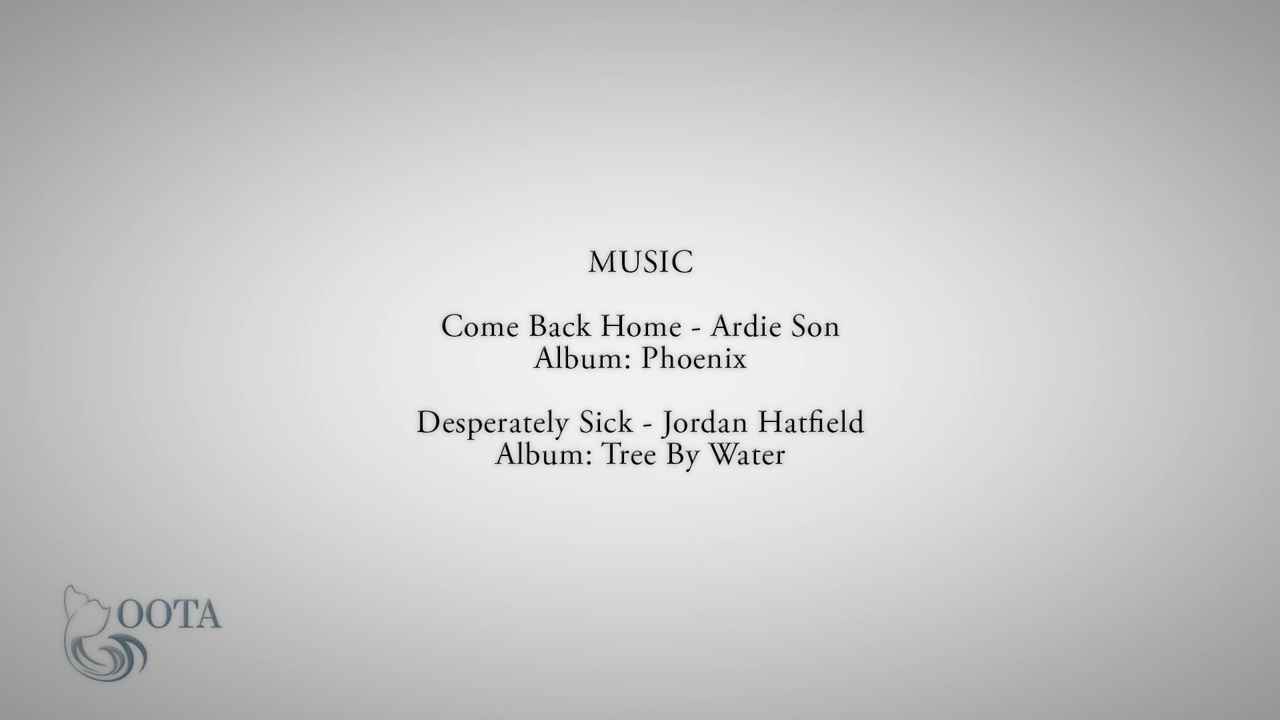 MUSIC
Come Back Home - Ardie Son
Album: Phoenix
Desperately Sick - Jordan Hatfield
Album: Tree By Water
OOTA